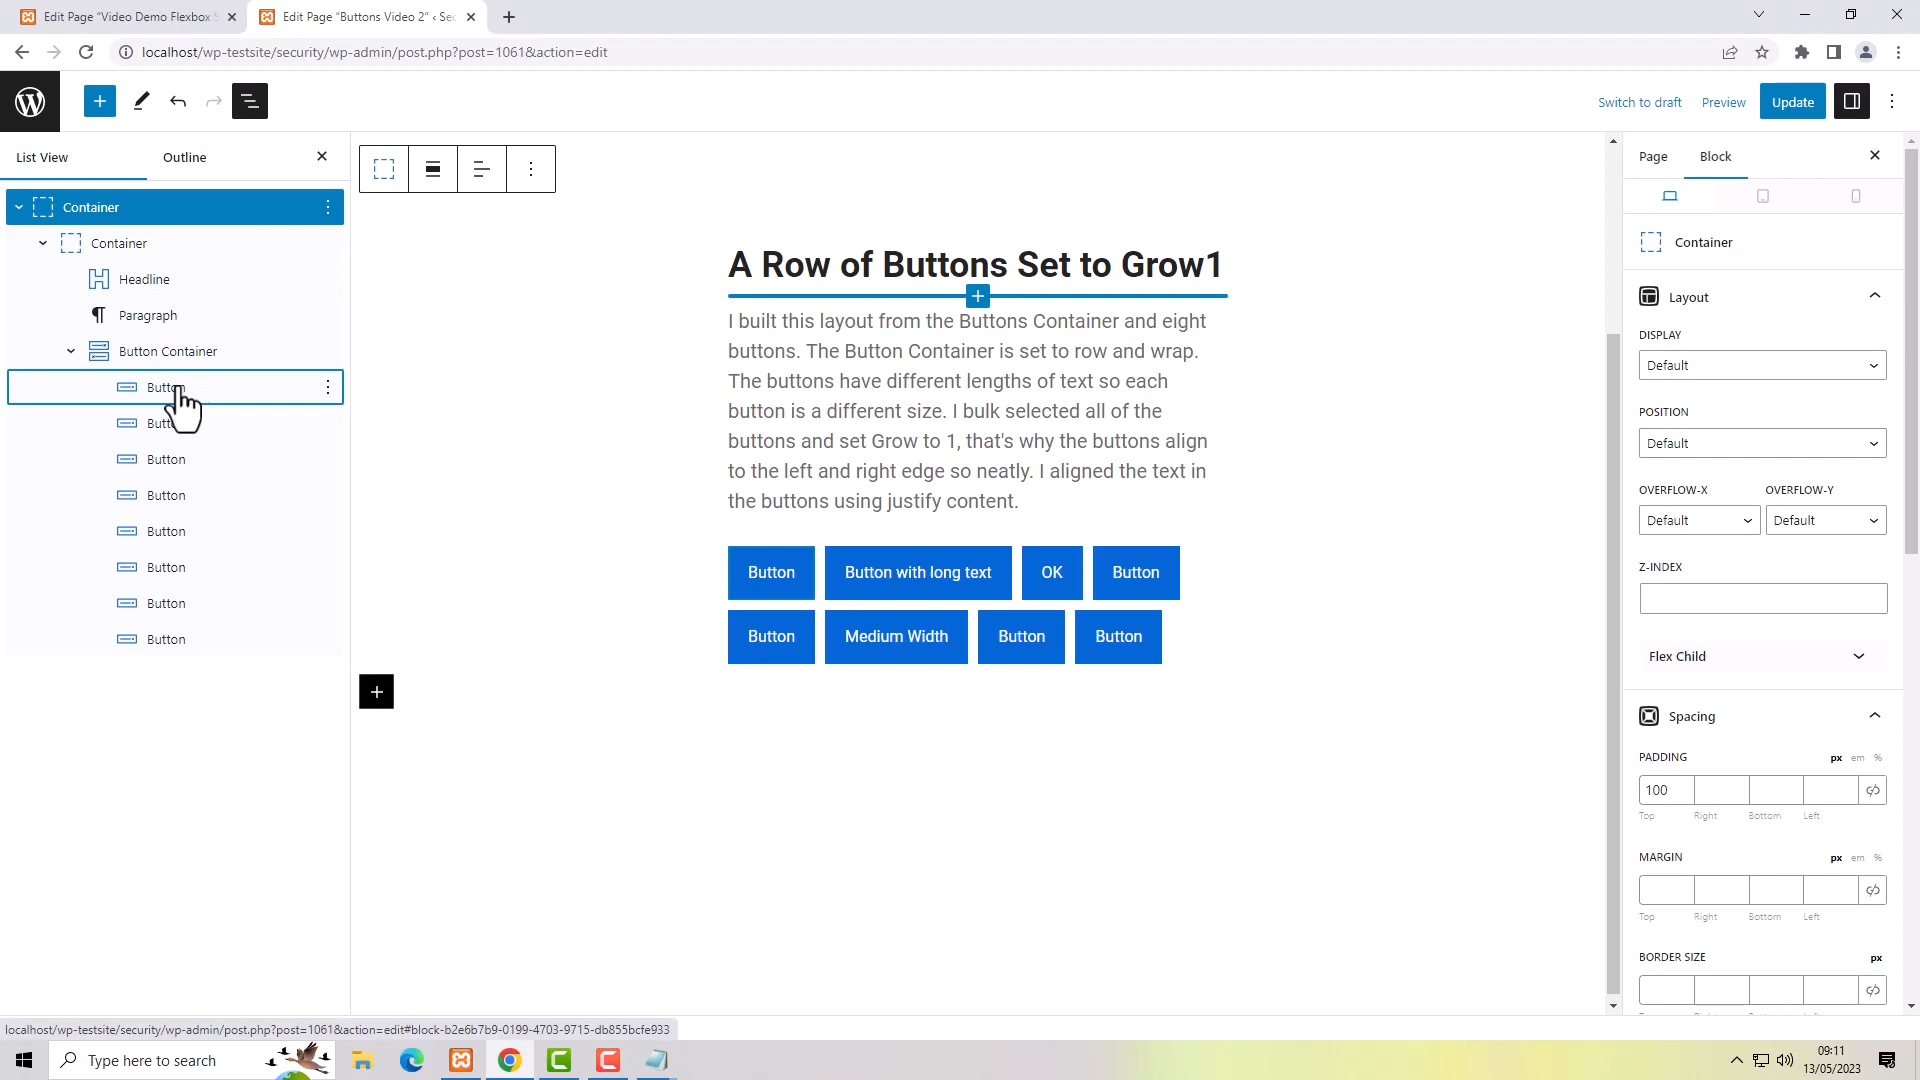 Edit Page "Video Demo Flexbox S
Edit Page "Buttons Video 2" ‹ Sec
localhost/wp-testsite/security/wp-admin/post.php?post=1061&action=edit
Switch to draft
Preview
Update
List View
Outline
Container
Container
Headline
Paragraph
Button Container
Button
Button
Button
Button
Button
Button
Button
Button
A Row of Buttons Set to Grow1
I built this layout from the Buttons Container and eight
buttons. The Button Container is set to row and wrap.
The buttons have different lengths of text so each
button is a different size. I bulk selected all of the
buttons and set Grow to 1, that's why the buttons align
to the left and right edge so neatly. I aligned the text in
the buttons using justify content.
Button
Button with long text
OK
Button
Button
Medium Width
Button
Button
Page
Block
Container
Layout
DISPLAY
Default
POSITION
Default
OVERFLOW-X
OVERFLOW-Y
Default
Default
Z-INDEX
Flex Child
Spacing
PADDING
px em %
100
Top Right Bottom Left
MARGIN
px em %
Top Right Bottom Left
BORDER SIZE
px
localhost/wp-testsite/security/wp-admin/post.php?post=1061&action=edit#block-b2e6b7b9-0199-4703-9715-db855bcfe933
Type here to search
09:11
13/05/2023